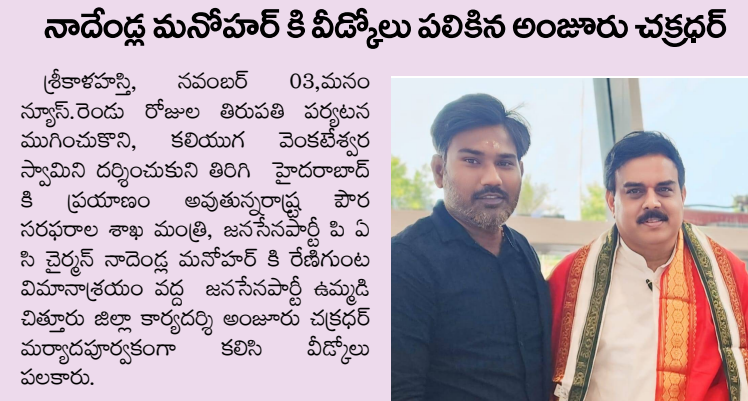 నాదేండ్ల మనోహర్ కి వీడ్కోలు పలికిన అంజూరు చక్రధర్
శ్రీకాళహస్తి, నవంబర్ 03,మనం
న్యూస్.రెండు రోజుల తిరుపతి పర్యటన
ముగించుకొని, కలియుగ వెంకటేశ్వర
స్వామిని దర్శించుకుని తిరిగి హైదరాబాద్
కి ప్రయాణం అవుతున్నరాష్ట్ర పౌర
సరఫరాల శాఖ మంత్రి, జనసేనపార్టీ పి ఏ
సి చైర్మన్ నాదెండ్ల మనోహర్ కి రేణిగుంట
విమానాశ్రయం వద్ద జనసేనపార్టీ ఉమ్మడి
చిత్తూరు జిల్లా కార్యదర్శి అంజూరు చక్రధర్
మర్యాదపూర్వకంగా కలిసి వీడ్కోలు
పలకారు.